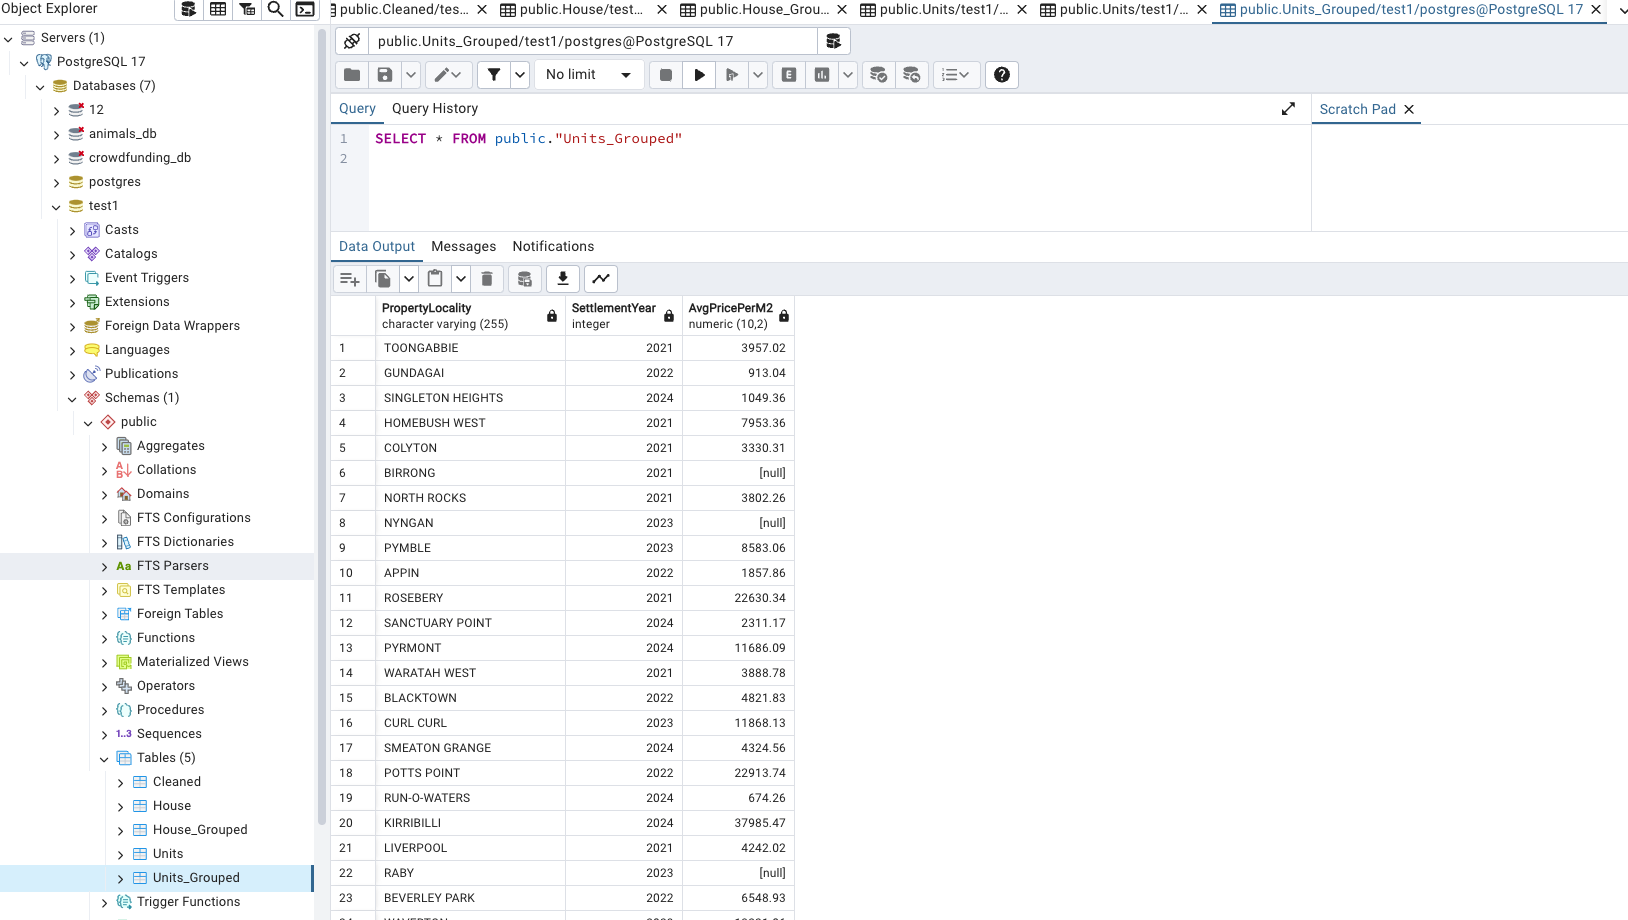 Object Explorer
Servers (1)
PostgreSQL 17
Databases (7)
12
animals_db
crowdfunding_db
postgres
test1
Casts
Catalogs
Event Triggers
Extensions
Foreign Data Wrappers
Languages
Publications
Schemas (1)
public
Aggregates
Collations
Domains
FTS Configurations
FTS Dictionaries
Aa FTS Parsers
FTS Templates
Foreign Tables
Functions
Materialized Views
Operators
Procedures
1..3 Sequences
Tables (5)
Cleaned
House
House_Grouped
Units
Units_Grouped
Trigger Functions
public.Cleaned/tes... public.House/test... public.House_Grou... public.Units/test1/... public.Units/test1/... public.Units_Grouped/test1/postgres@PostgreSQL 17
public.Units_Grouped/test1/postgres@PostgreSQL 17
No limit E
Query Query History Scratch Pad
1 SELECT * FROM public."Units_Grouped"
2
Data Output Messages Notifications
PropertyLocality SettlementYear AvgPricePerM2
character varying (255) integer numeric (10,2)
1 TOONGABBIE 2021 3957.02
2 GUNDAGAI 2022 913.04
3 SINGLETON HEIGHTS 2024 1049.36
4 HOMEBUSH WEST 2021 7953.36
5 COLYTON 2021 3330.31
6 BIRRONG 2021 [null]
7 NORTH ROCKS 2021 3802.26
8 NYNGAN 2023 [null]
9 PYMBLE 2023 8583.06
10 APPIN 2022 1857.86
11 ROSEBERY 2021 22630.34
12 SANCTUARY POINT 2024 2311.17
13 PYRMONT 2024 11686.09
14 WARATAH WEST 2021 3888.78
15 BLACKTOWN 2022 4821.83
16 CURL CURL 2023 11868.13
17 SMEATON GRANGE 2024 4324.56
18 POTTS POINT 2022 22913.74
19 RUN-O-WATERS 2024 674.26
20 KIRRIBILLI 2024 37985.47
21 LIVERPOOL 2021 4242.02
22 RABY 2023 [null]
23 BEVERLEY PARK 2022 6548.93